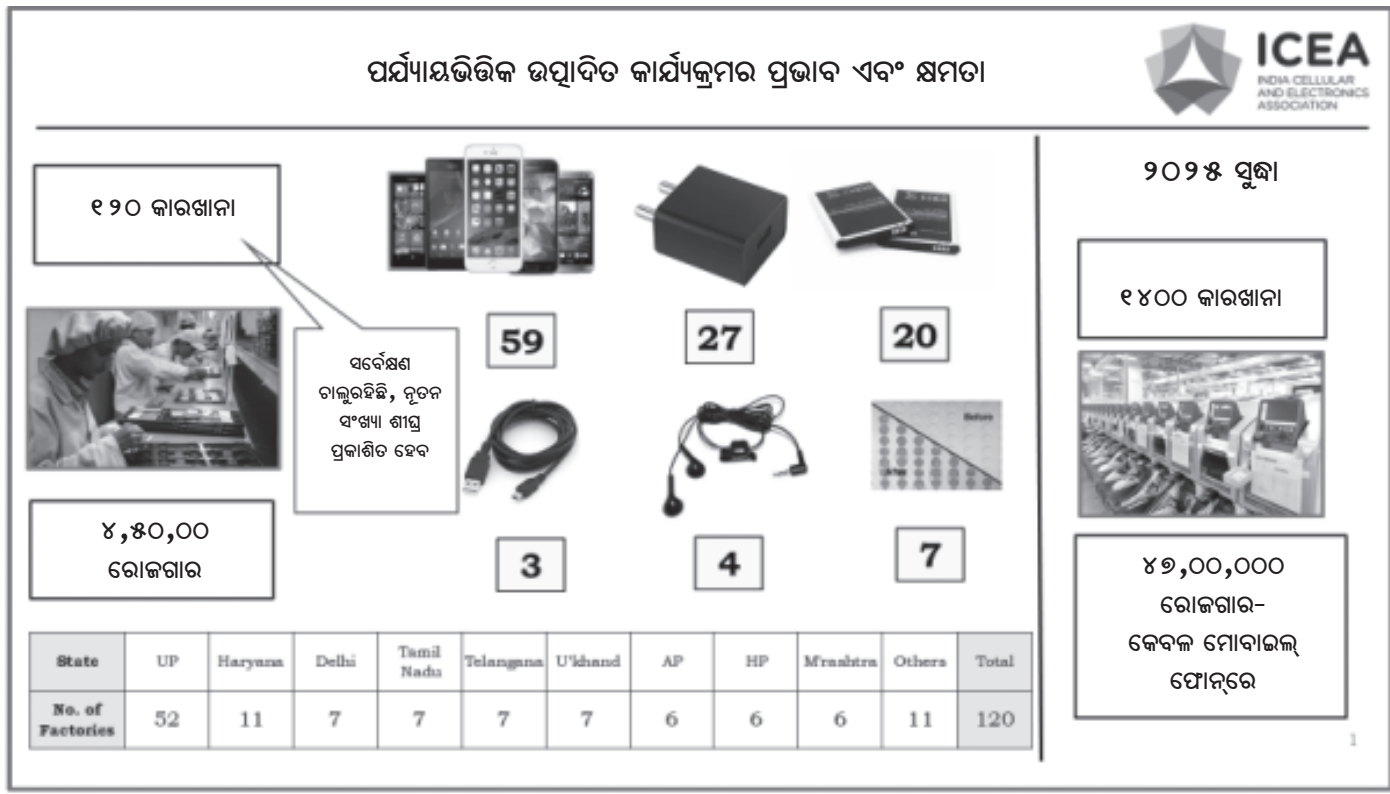 ପର୍ଯ୍ୟାୟଭିତ୍ତିକ ଉତ୍ପାଦିତ କାର୍ଯ୍ୟକ୍ରମର ପ୍ରଭାବ ଏବଂ କ୍ଷମତା
ICEA
INDIA CELLULAR
AND ELECTRONICS
ASSOCIATION
୧୨୦ କାରଖାନା
ସର୍ବେକ୍ଷଣ
ଚାଲୁରହିଛି, ନୂତନ
ସଂଖ୍ୟା ଶୀଘ୍ର
ପ୍ରକାଶିତ ହେବ
୪,୫୦,୦୦
ରୋଜଗାର
59
27
20
Before
After
3
4
7
State UP Haryana Delhi Tamil Nadu Telangana U'khand AP HP M'rashtra Others Total
No. of Factories 52 11 7 7 7 7 6 6 6 11 120
୨୦୨୫ ସୁଦ୍ଧା
୧୪୦୦ କାରଖାନା
୪୭,୦୦,୦୦୦
ରୋଜଗାର-
କେବଳ ମୋବାଇଲ୍
ଫୋନ୍‌ରେ
1